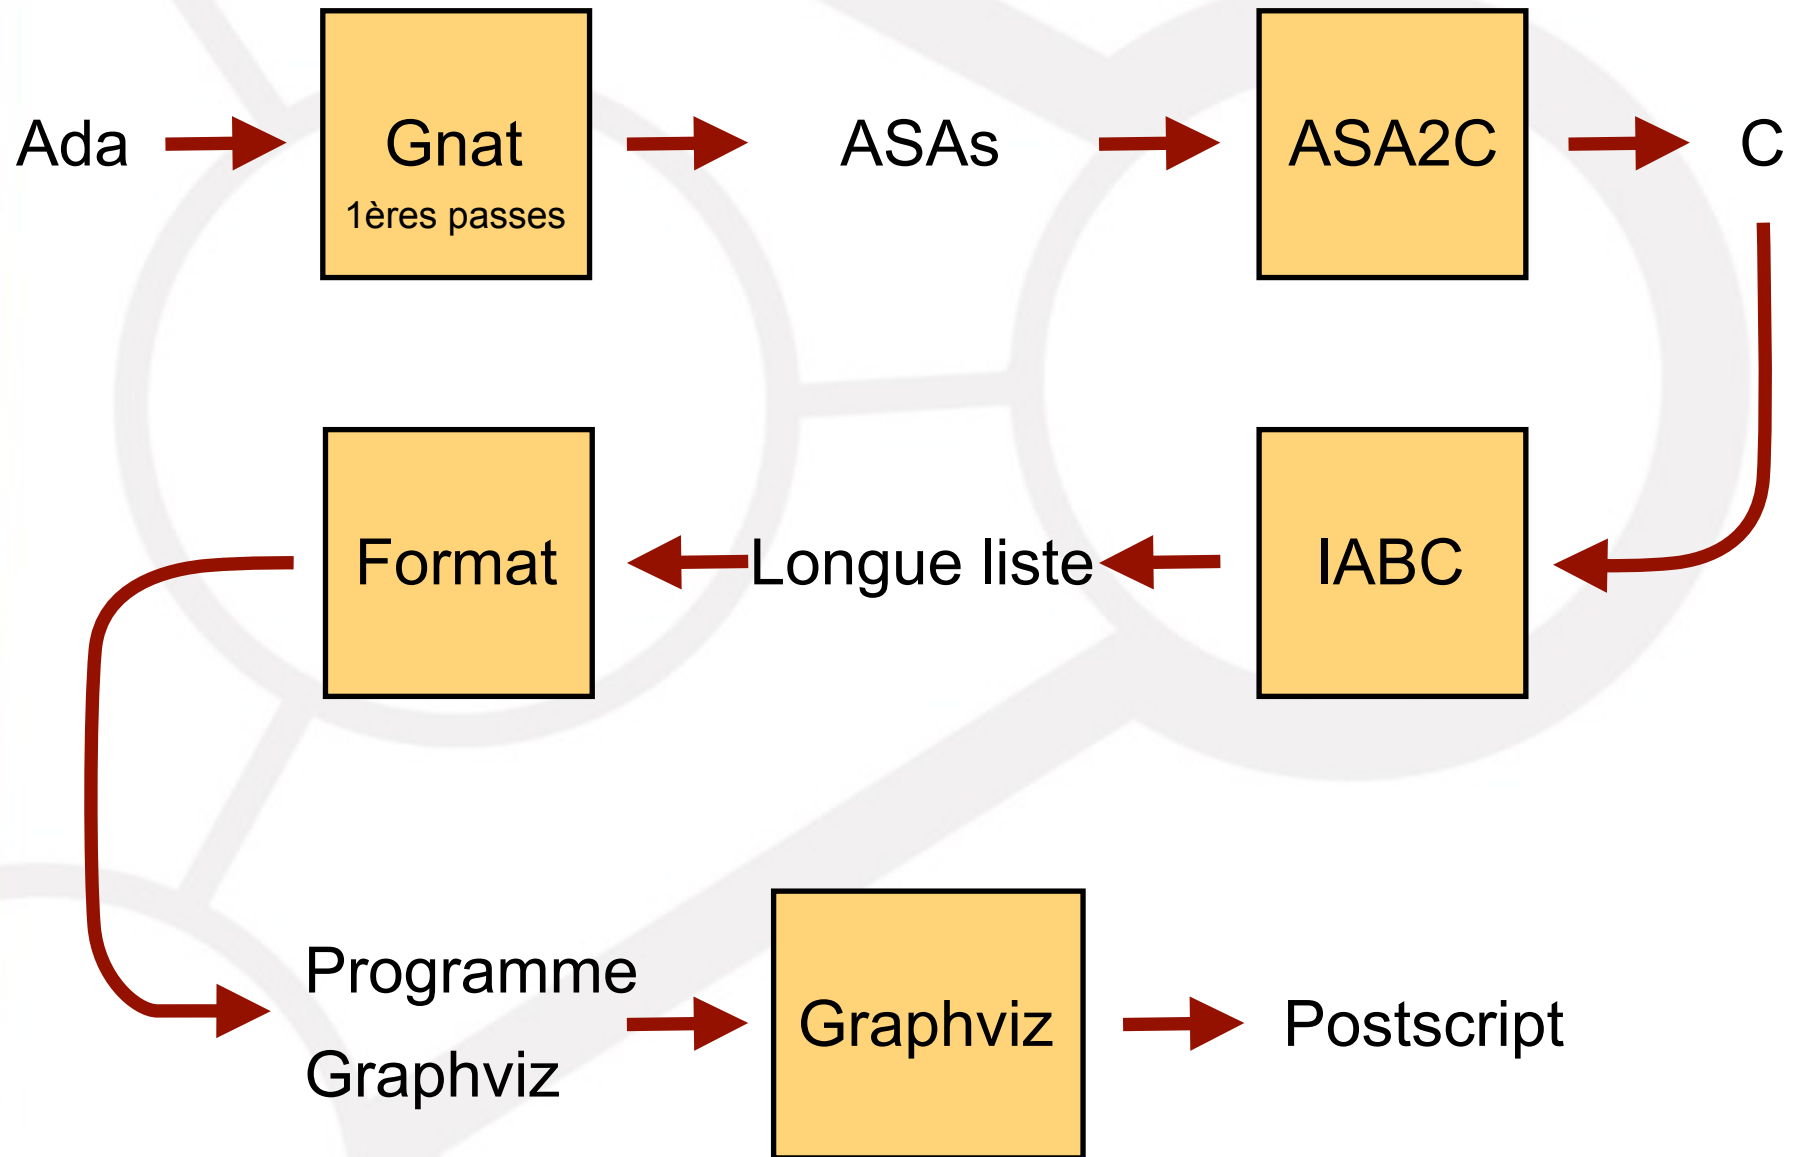 Ada
Gnat
1ères passes
ASAs
ASA2C
C
Format
Longue liste
IABC
Programme
Graphviz
Graphviz
Postscript